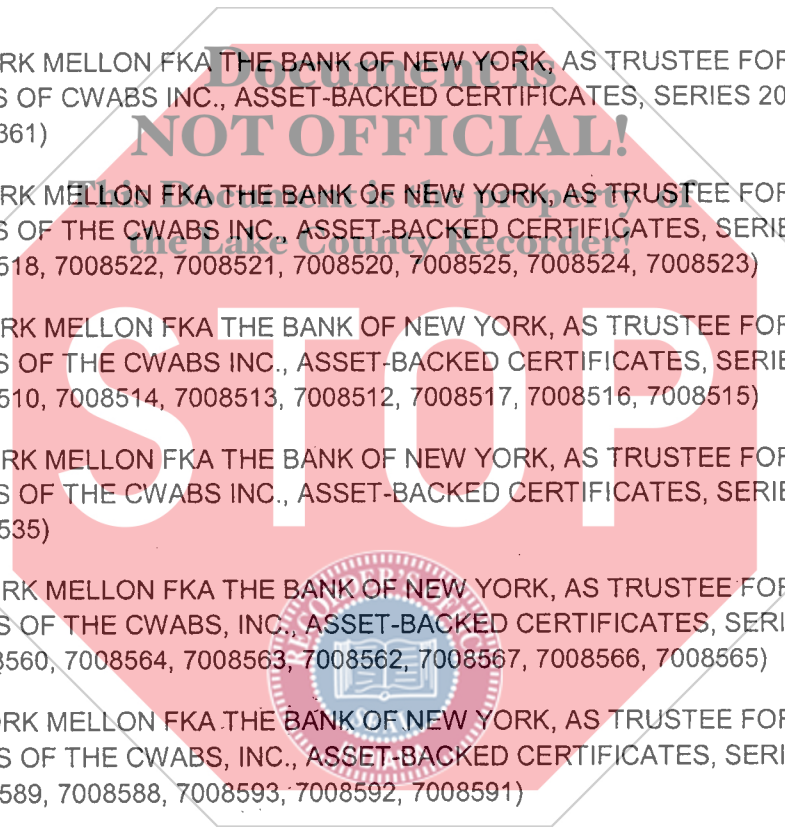 RK MELLON FKA THE BANK OF NEW YORK, AS TRUSTEE FOR
S OF CWABS INC., ASSET-BACKED CERTIFICATES, SERIES 20
361)
Document is
NOT OFFICIAL!
This Document is the property of
the Lake County Recorder!
RK MELLON FKA THE BANK OF NEW YORK, AS TRUSTEE FOR
S OF THE CWABS INC., ASSET-BACKED CERTIFICATES, SERIE
518, 7008522, 7008521, 7008520, 7008525, 7008524, 7008523)
STOP
RK MELLON FKA THE BANK OF NEW YORK, AS TRUSTEE FOR
S OF THE CWABS INC., ASSET-BACKED CERTIFICATES, SERIE
510, 7008514, 7008513, 7008512, 7008517, 7008516, 7008515)
RK MELLON FKA THE BANK OF NEW YORK, AS TRUSTEE FOR
S OF THE CWABS INC., ASSET-BACKED CERTIFICATES, SERIE
535)
RK MELLON FKA THE BANK OF NEW YORK, AS TRUSTEE FOR
S OF THE CWABS, INC., ASSET-BACKED CERTIFICATES, SERI
8560, 7008564, 7008563, 7008562, 7008567, 7008566, 7008565)
RECORDER'S OFFICE
RK MELLON FKA THE BANK OF NEW YORK, AS TRUSTEE FOR
S OF THE CWABS, INC., ASSET-BACKED CERTIFICATES, SERI
589, 7008588, 7008593, 7008592, 7008591)